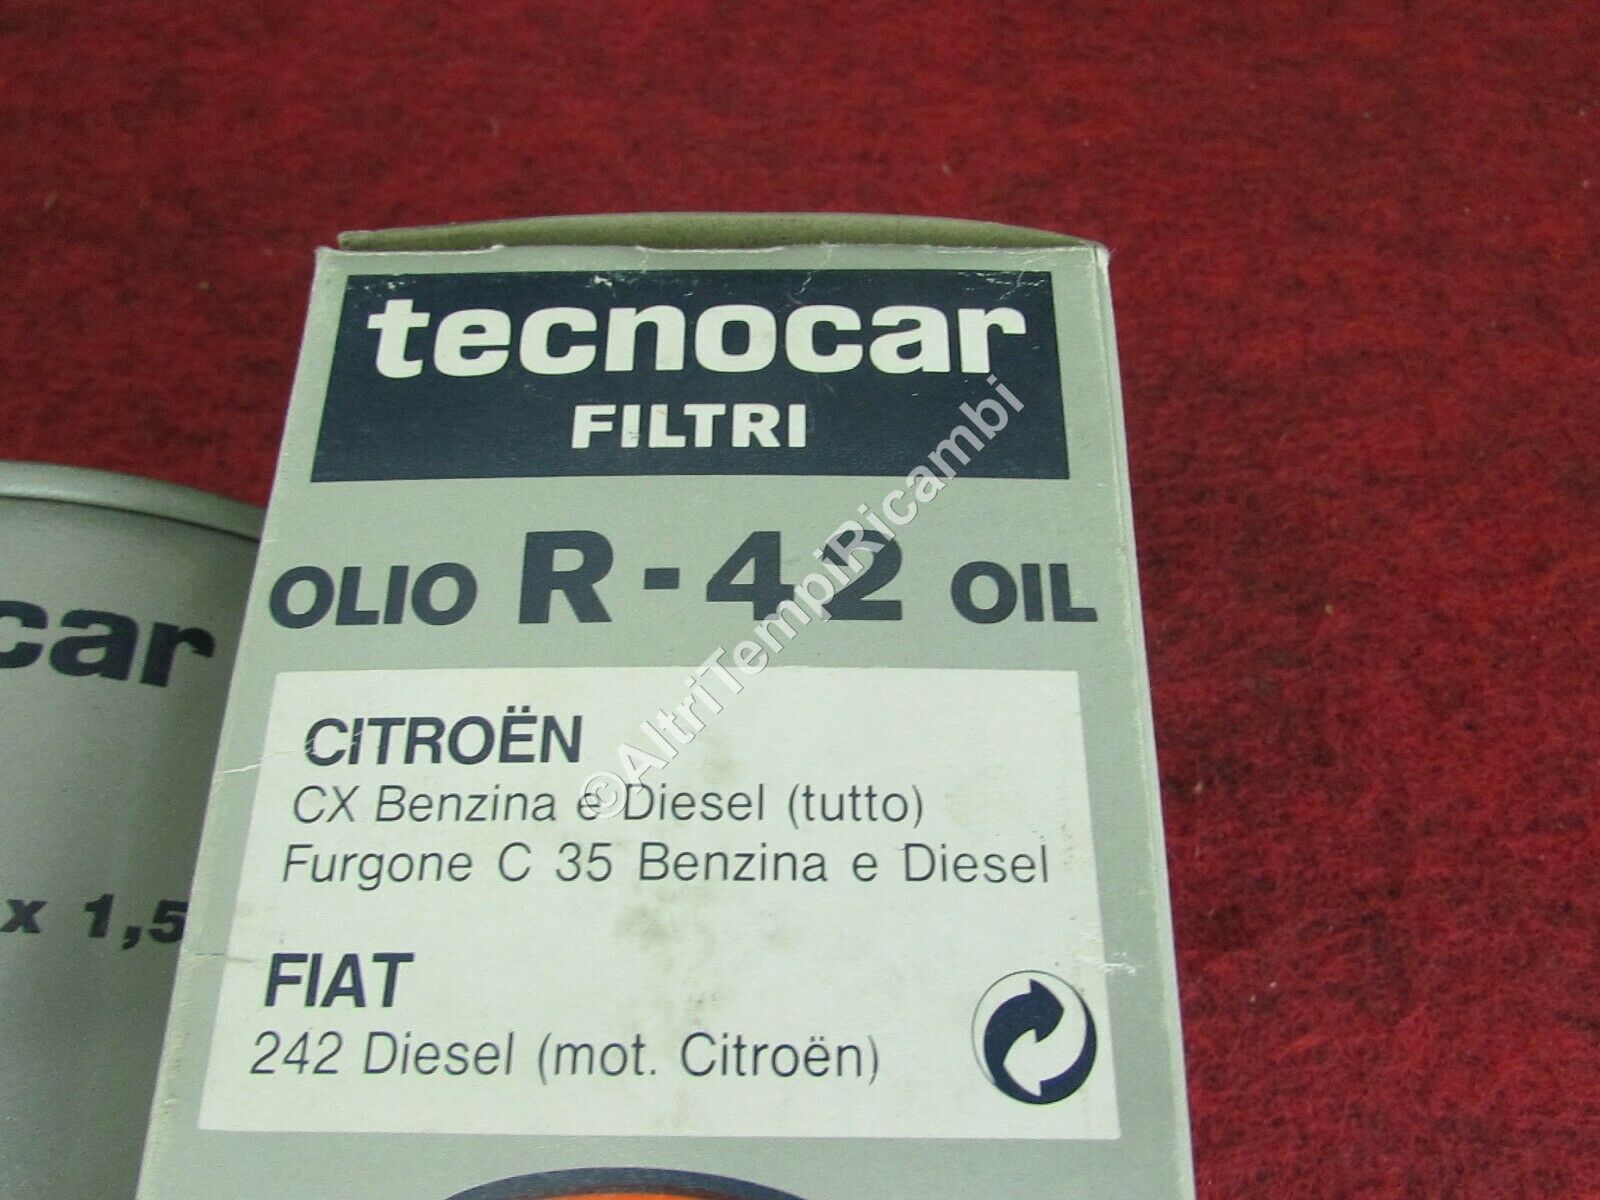 tecnocar
FILTRI
OLIO R-42 OIL
CITROËN
CX Benzina e Diesel (tutto)
Furgone C 35 Benzina e Diesel
FIAT
242 Diesel (mot. Citroën)
car
x 1,5
©AltriTempiRicambi